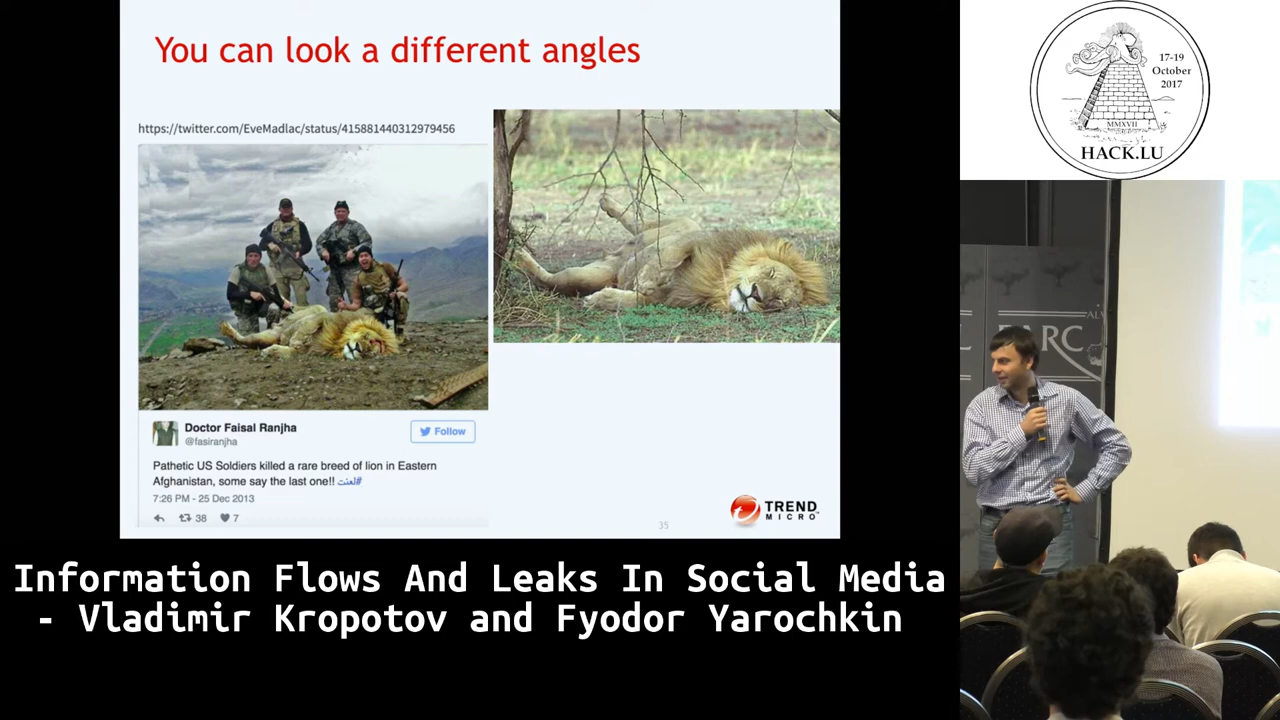 You can look a different angles
https://twitter.com/EveMadlac/status/415881440312979456
Doctor Faisal Ranjha
@fasiranjha
Follow
Pathetic US Soldiers killed a rare breed of lion in Eastern
Afghanistan, some say the last one!! #لعنت
7:26 PM - 25 Dec 2013
38
7
35
TREND
MICRO
17-19
October
2017
MMXVII
HACK.LU
Information Flows And Leaks In Social Media
- Vladimir Kropotov and Fyodor Yarochkin